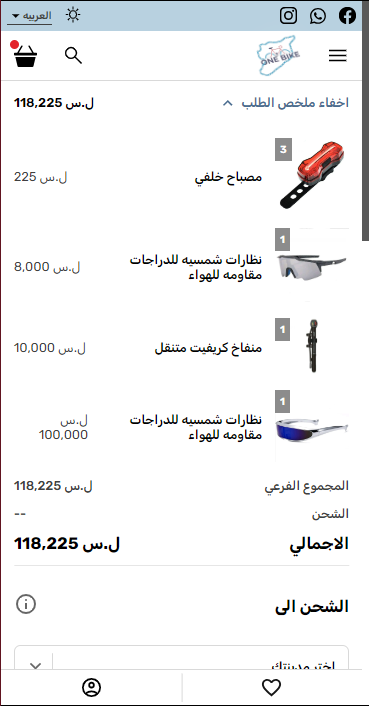 العربيه
ONE BIKE
اخفاء ملخص الطلب
ل.س 118,225
3
مصباح خلفي
ل.س 225
1
نظارات شمسيه للدراجات
مقاومه للهواء
ل.س 8,000
1
منفاخ كريفيت متنقل
ل.س 10,000
1
نظارات شمسيه للدراجات
مقاومه للهواء
ل.س
100,000
المجموع الفرعي
ل.س 118,225
الشحن
--
الاجمالي
ل.س 118,225
الشحن الى
اختر مدينتك